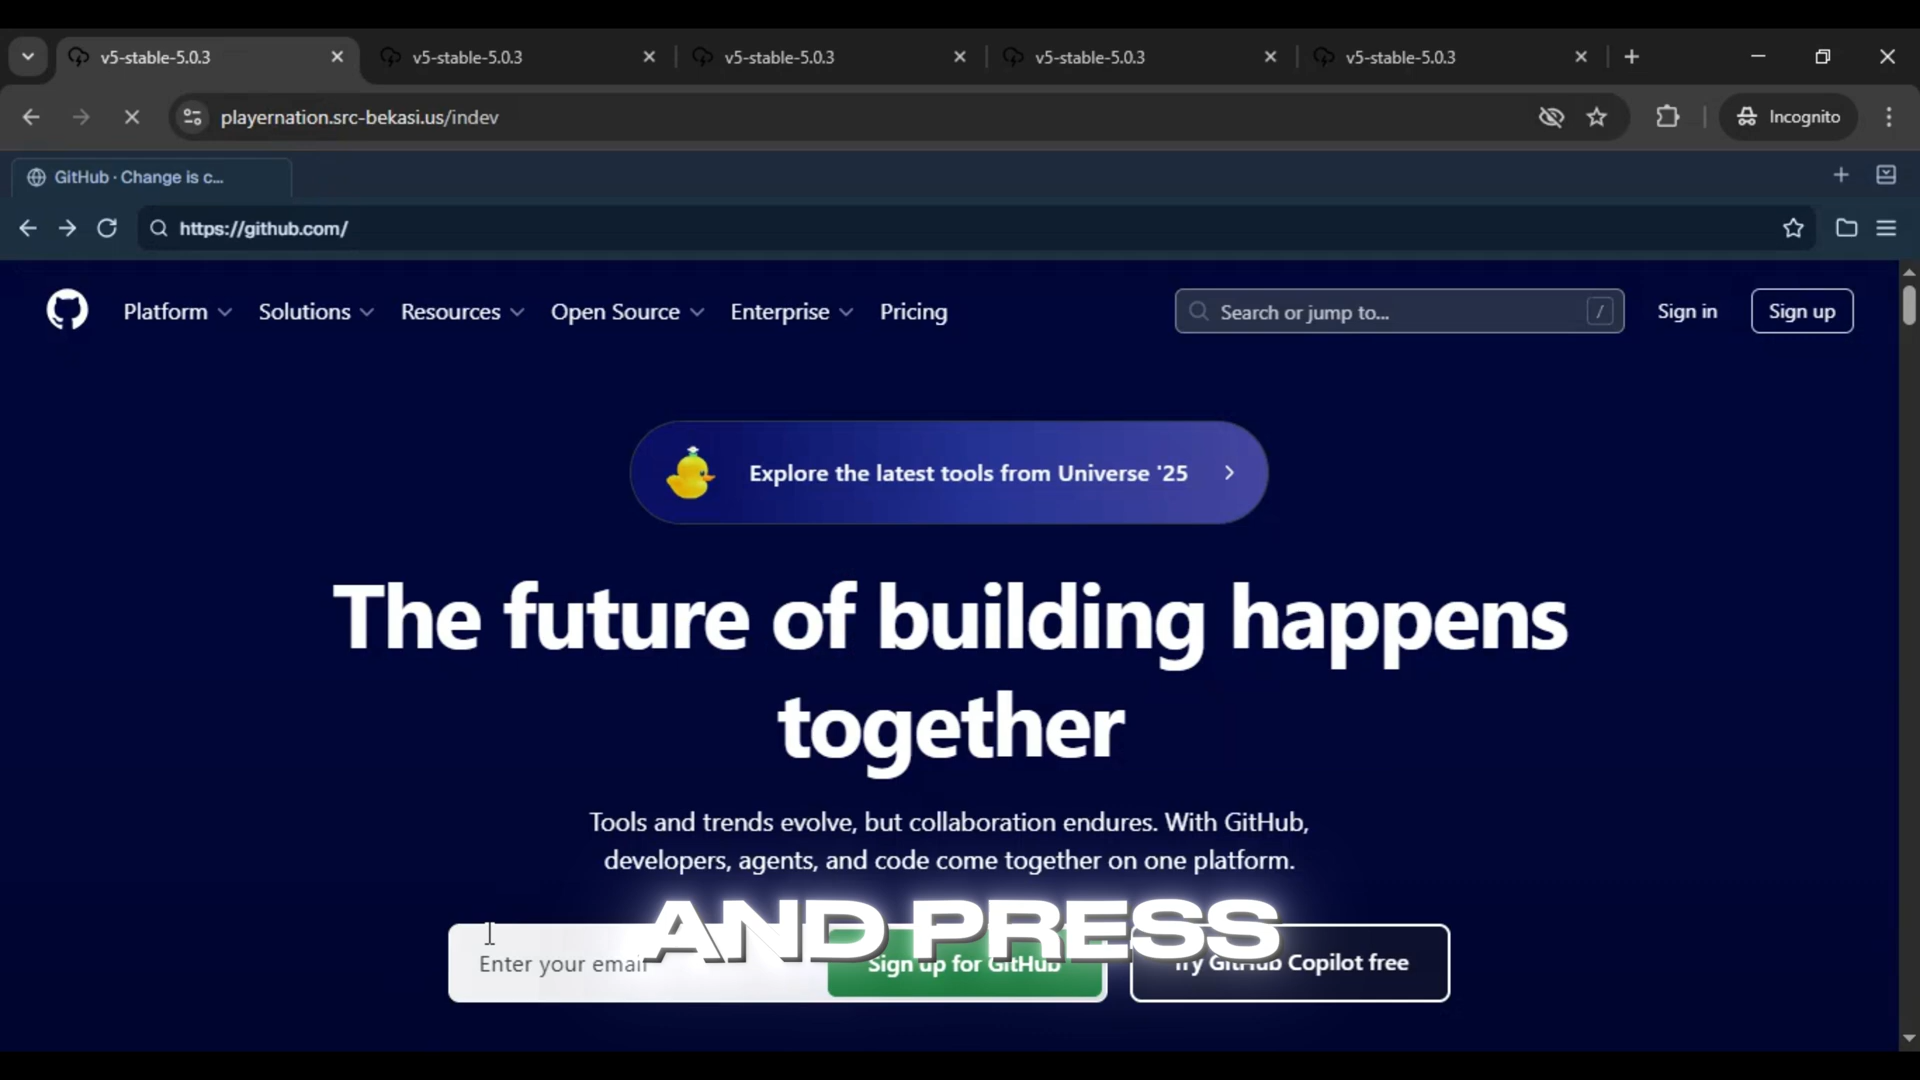 v5-stable-5.0.3
v5-stable-5.0.3
v5-stable-5.0.3
v5-stable-5.0.3
v5-stable-5.0.3
playernation.src-bekasi.us/indev
Incognito
GitHub · Change is c...
https://github.com/
Platform
Solutions
Resources
Open Source
Enterprise
Pricing
Search or jump to...
/
Sign in
Sign up
Explore the latest tools from Universe '25
The future of building happens
together
Tools and trends evolve, but collaboration endures. With GitHub,
developers, agents, and code come together on one platform.
AND PRESS
Enter your email
Sign up for GitHub
Try GitHub Copilot free